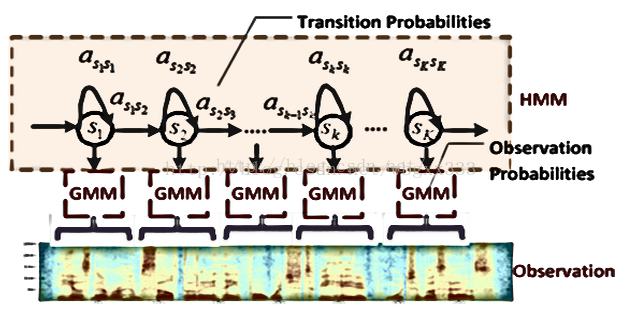 Transition Probabilities
a_{s_1s_1} a_{s_2s_2} a_{s_ks_k} a_{s_Ks_K}
HMM
a_{s_1s_2} a_{s_2s_3} a_{s_{k-1}s_k}
s_1 s_2 ..... s_k .... s_K
Observation
Probabilities
GMM GMM GMM GMM GMM
Observation